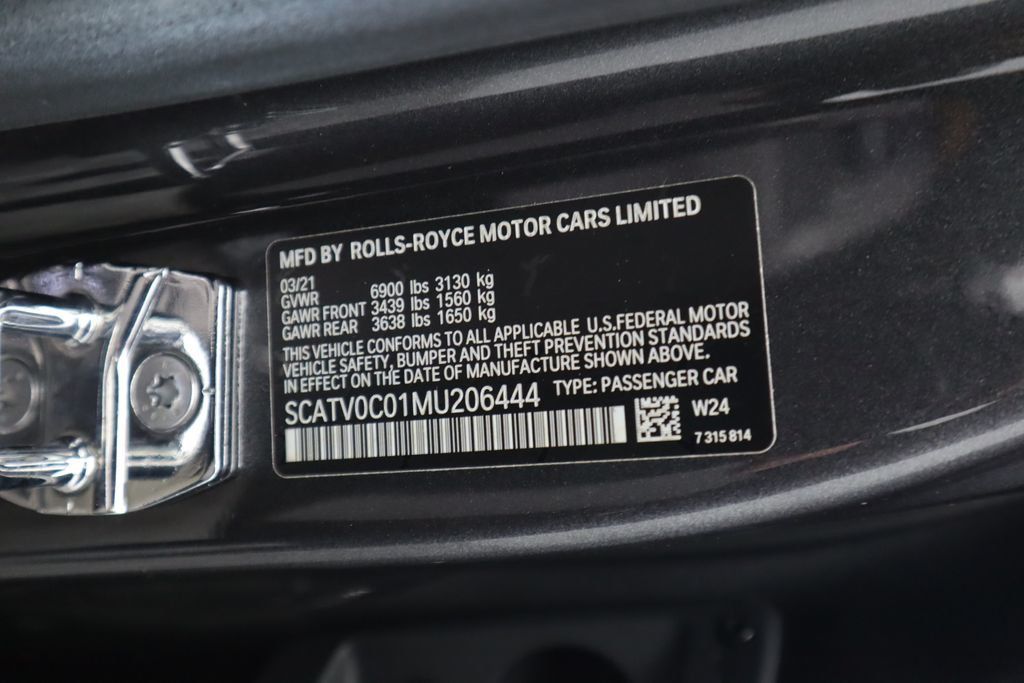 MFD BY ROLLS-ROYCE MOTOR CARS LIMITED
03/21
GVWR 6900 lbs 3130 kg
GAWR FRONT 3439 lbs 1560 kg
GAWR REAR 3638 lbs 1650 kg
THIS VEHICLE CONFORMS TO ALL APPLICABLE U.S.FEDERAL MOTOR
VEHICLE SAFETY, BUMPER AND THEFT PREVENTION STANDARDS
IN EFFECT ON THE DATE OF MANUFACTURE SHOWN ABOVE.
SCATV0C01MU206444 TYPE: PASSENGER CAR
W24
7 315 814